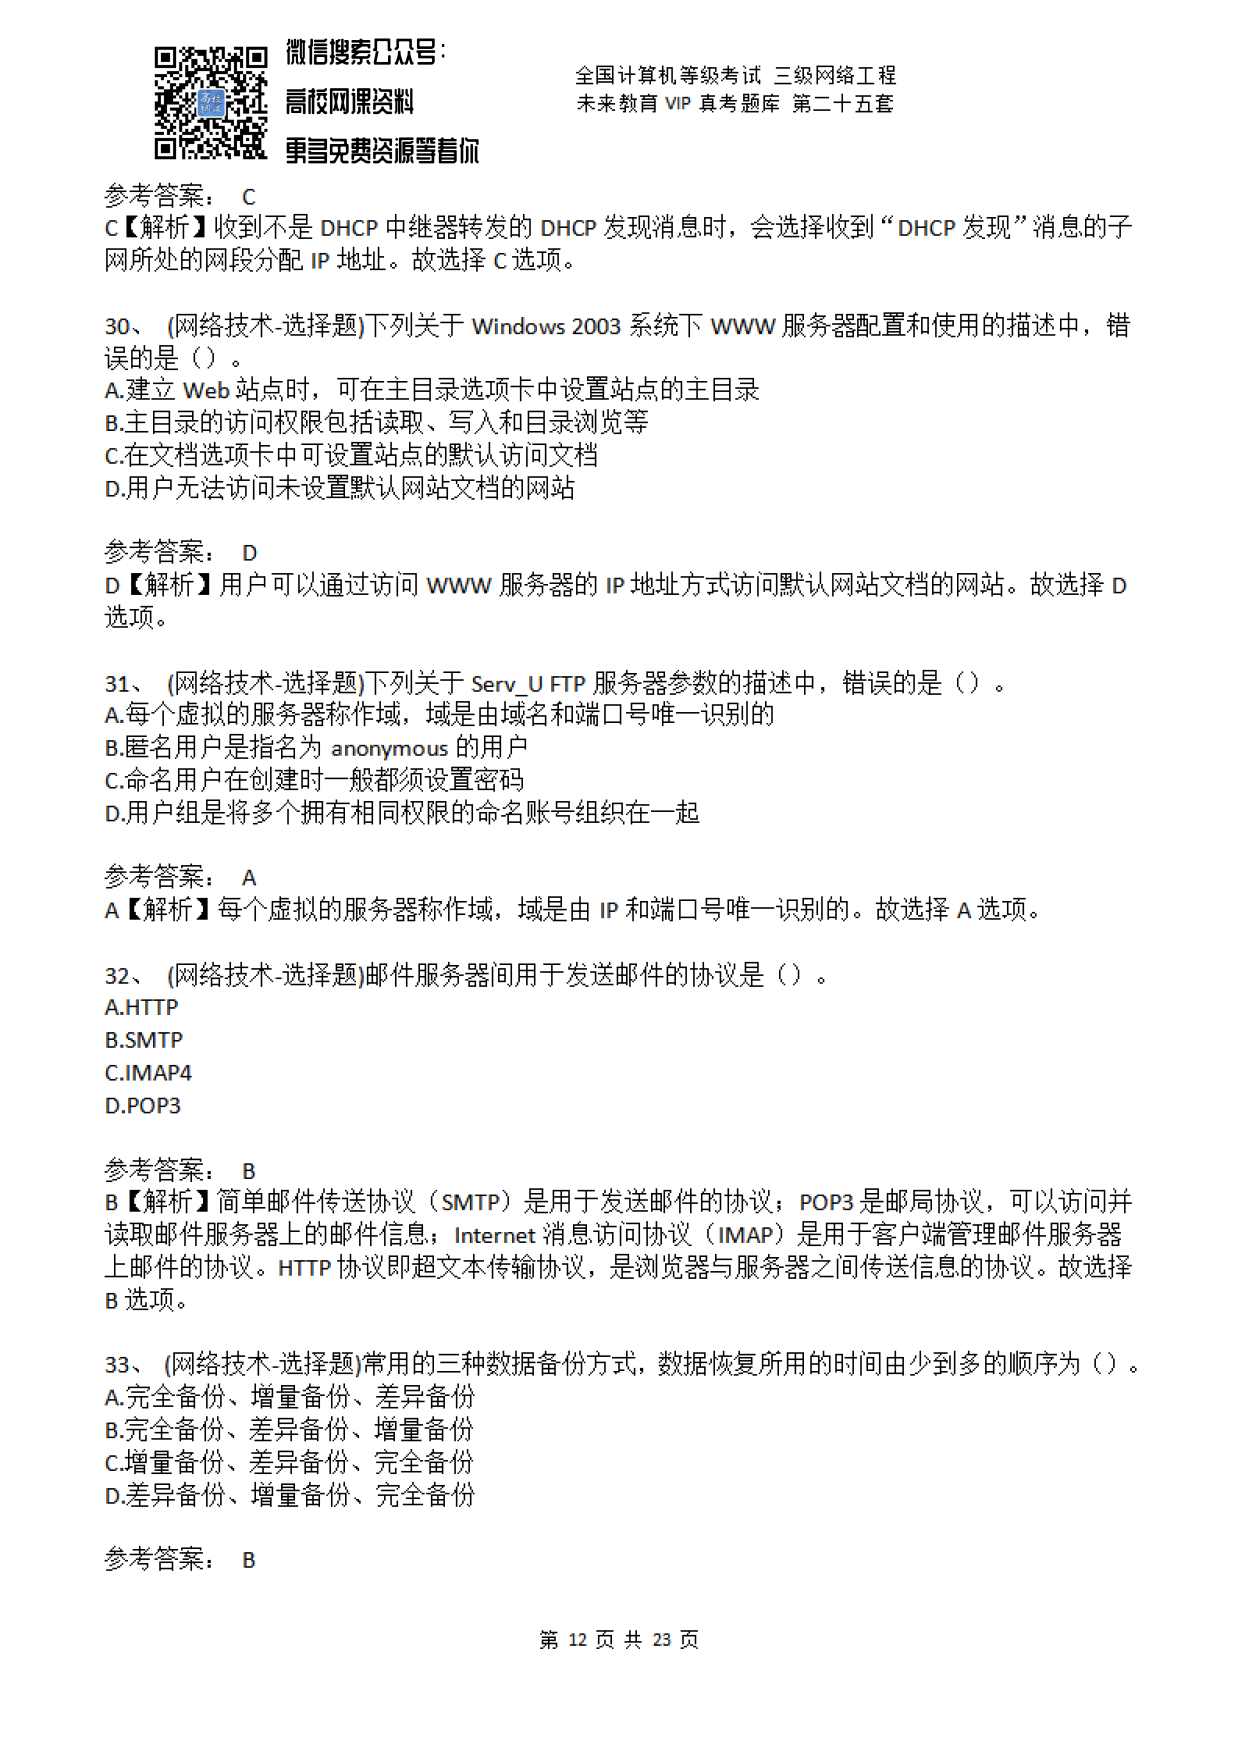 微信搜索公众号：
高校网课资料
更多免费资源等着你
全国计算机等级考试 三级网络工程
未来教育 VIP 真考题库 第二十五套
参考答案： C
C【解析】收到不是 DHCP 中继器转发的 DHCP 发现消息时，会选择收到“DHCP 发现”消息的子
网所处的网段分配 IP 地址。故选择 C 选项。
30、 (网络技术-选择题)下列关于 Windows 2003 系统下 WWW 服务器配置和使用的描述中，错
误的是（）。
A.建立 Web 站点时，可在主目录选项卡中设置站点的主目录
B.主目录的访问权限包括读取、写入和目录浏览等
C.在文档选项卡中可设置站点的默认访问文档
D.用户无法访问未设置默认网站文档的网站
参考答案： D
D【解析】用户可以通过访问 WWW 服务器的 IP 地址方式访问默认网站文档的网站。故选择 D
选项。
31、 (网络技术-选择题)下列关于 Serv_U FTP 服务器参数的描述中，错误的是（）。
A.每个虚拟的服务器称作域，域是由域名和端口号唯一识别的
B.匿名用户是指名为 anonymous 的用户
C.命名用户在创建时一般都须设置密码
D.用户组是将多个拥有相同权限的命名账号组织在一起
参考答案： A
A【解析】每个虚拟的服务器称作域，域是由 IP 和端口号唯一识别的。故选择 A 选项。
32、 (网络技术-选择题)邮件服务器间用于发送邮件的协议是（）。
A.HTTP
B.SMTP
C.IMAP4
D.POP3
参考答案： B
B【解析】简单邮件传送协议（SMTP）是用于发送邮件的协议；POP3 是邮局协议，可以访问并
读取邮件服务器上的邮件信息；Internet 消息访问协议（IMAP）是用于客户端管理邮件服务器
上邮件的协议。HTTP 协议即超文本传输协议，是浏览器与服务器之间传送信息的协议。故选择
B 选项。
33、 (网络技术-选择题)常用的三种数据备份方式，数据恢复所用的时间由少到多的顺序为（）。
A.完全备份、增量备份、差异备份
B.完全备份、差异备份、增量备份
C.增量备份、差异备份、完全备份
D.差异备份、增量备份、完全备份
参考答案： B
第 12 页 共 23 页